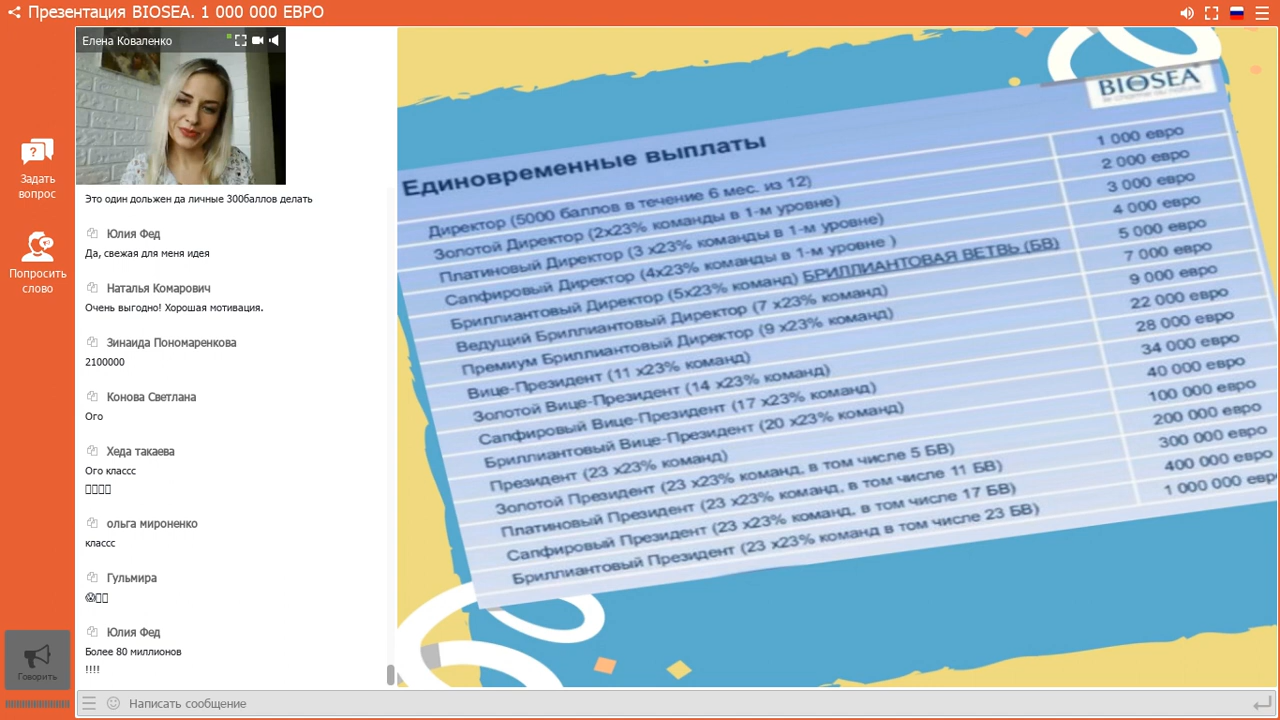 Презентация BIOSEA. 1 000 000 ЕВРО
Елена Коваленко
Задать
вопрос
Попросить
слово
Говорить
Это один дольжен да личные 300баллов делать
Юлия Фед
Да, свежая для меня идея
Наталья Комарович
Очень выгодно! Хорошая мотивация.
Зинаида Пономаренкова
2100000
Конова Светлана
Ого
Хеда такаева
Ого классс
ольга мироненко
классс
Гульмира
Юлия Фед
Более 80 миллионов
!!!!
Написать сообщение
BIOSEA
Единовременные выплаты
Директор (5000 баллов в течение 6 мес. из 12) 1 000 евро
Золотой Директор (2х23% команды в 1-м уровне) 2 000 евро
Платиновый Директор (3 х23% команды в 1-м уровне) 3 000 евро
Сапфировый Директор (4х23% команды в 1-м уровне ) 4 000 евро
Бриллиантовый Директор (5х23% команд) БРИЛЛИАНТОВАЯ ВЕТВЬ (БВ) 5 000 евро
Ведущий Бриллиантовый Директор (7 х23% команд) 7 000 евро
Премиум Бриллиантовый Директор (9 х23% команд) 9 000 евро
Вице-Президент (11 х23% команд) 22 000 евро
Золотой Вице-Президент (14 х23% команд) 28 000 евро
Сапфировый Вице-Президент (17 х23% команд) 34 000 евро
Бриллиантовый Вице-Президент (20 х23% команд) 40 000 евро
Президент (23 х23% команд) 100 000 евро
Золотой Президент (23 х23% команд, в том числе 5 БВ) 200 000 евро
Платиновый Президент (23 х23% команд, в том числе 11 БВ) 300 000 евро
Сапфировый Президент (23 х23% команд, в том числе 17 БВ) 400 000 евро
Бриллиантовый Президент (23 х23% команд в том числе 23 БВ) 1 000 000 евро